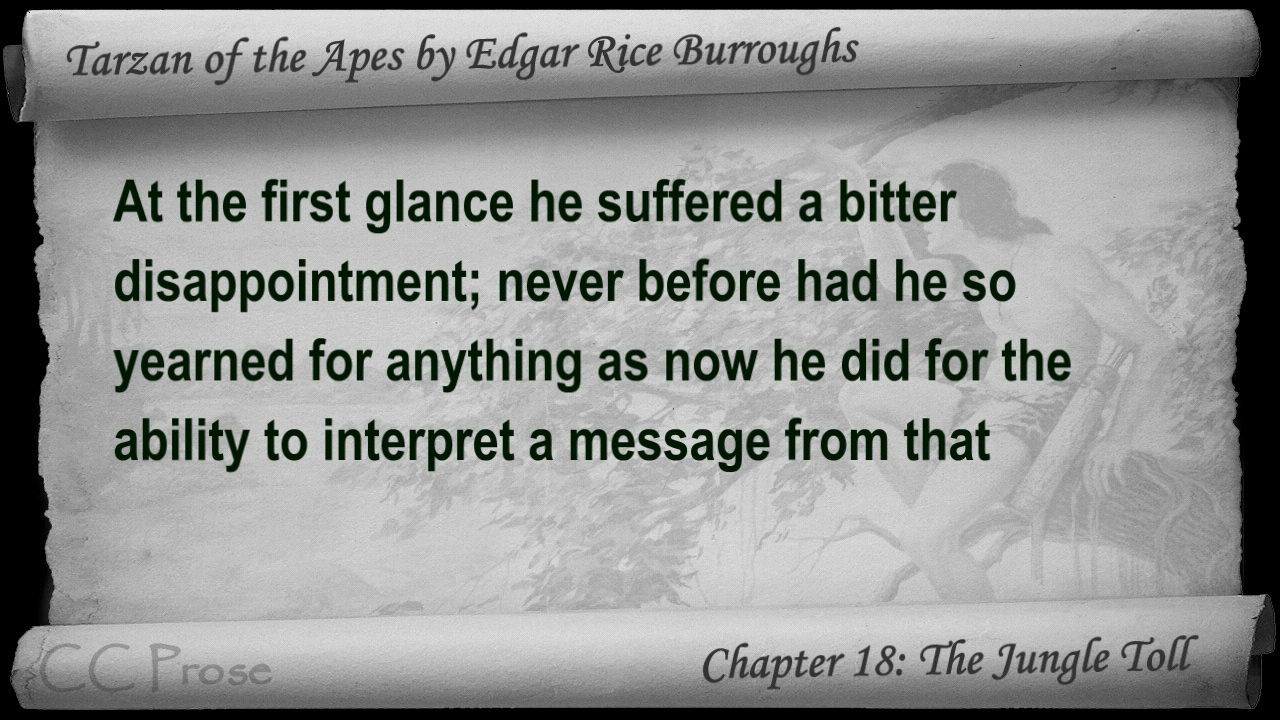 Tarzan of the Apes by Edgar Rice Burroughs
At the first glance he suffered a bitter
disappointment; never before had he so
yearned for anything as now he did for the
ability to interpret a message from that
CC Prose
Chapter 18: The Jungle Toll